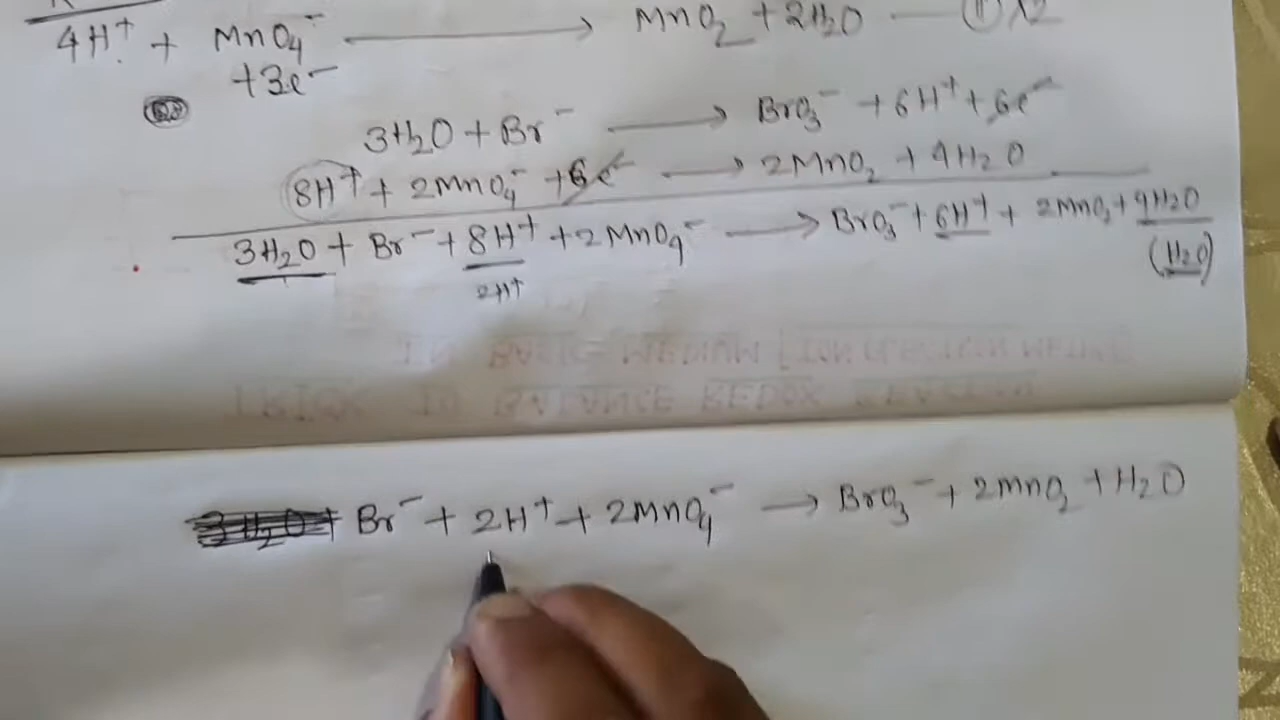 4H⁺ + MnO₄⁻ ⟶ MnO₂ + 2H₂O — (II) X2
+3e⁻
3H₂O + Br⁻ ⟶ BrO₃⁻ + 6H⁺ + 6e⁻
8H⁺ + 2MnO₄⁻ + 6e⁻ ⟶ 2MnO₂ + 4H₂O
3H₂O + Br⁻ + 8H⁺ + 2MnO₄⁻ ⟶ BrO₃⁻ + 6H⁺ + 2MnO₂ + 4H₂O
2H⁺ (H₂O)
3H₂O + Br⁻ + 2H⁺ + 2MnO₄⁻ ⟶ BrO₃⁻ + 2MnO₂ + H₂O